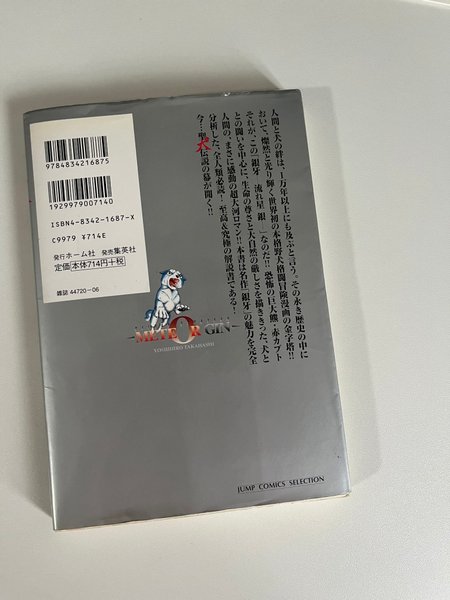 9784834216875
1929979007140
ISBN4-8342-1687-X
C9979 ¥714E
発行 ホーム社 発売 集英社
定価 本体714円+税
雑誌 44720-06
人間と犬の絆は、1万年以上にも及ぶと言う。その永き歴史の中に
おいて、燦然と光り輝く世界初の本格野犬格闘冒険漫画の金字塔!!
それが、この「銀牙 流れ星 銀」なのだ!! 恐怖の巨大熊・赤カブト
との闘いを中心に、生命の尊さと大自然の厳しさを描ききった、犬と
人間の、まさに感動の超大河ロマン!! 本書は名作「銀牙」の魅力を完全
分析した、全人類必読! 至高&究極の解説書である!
今…聖犬伝説の幕が開く!!
METEOR GIN
YOSHIHIRO TAKAHASHI
JUMP COMICS SELECTION